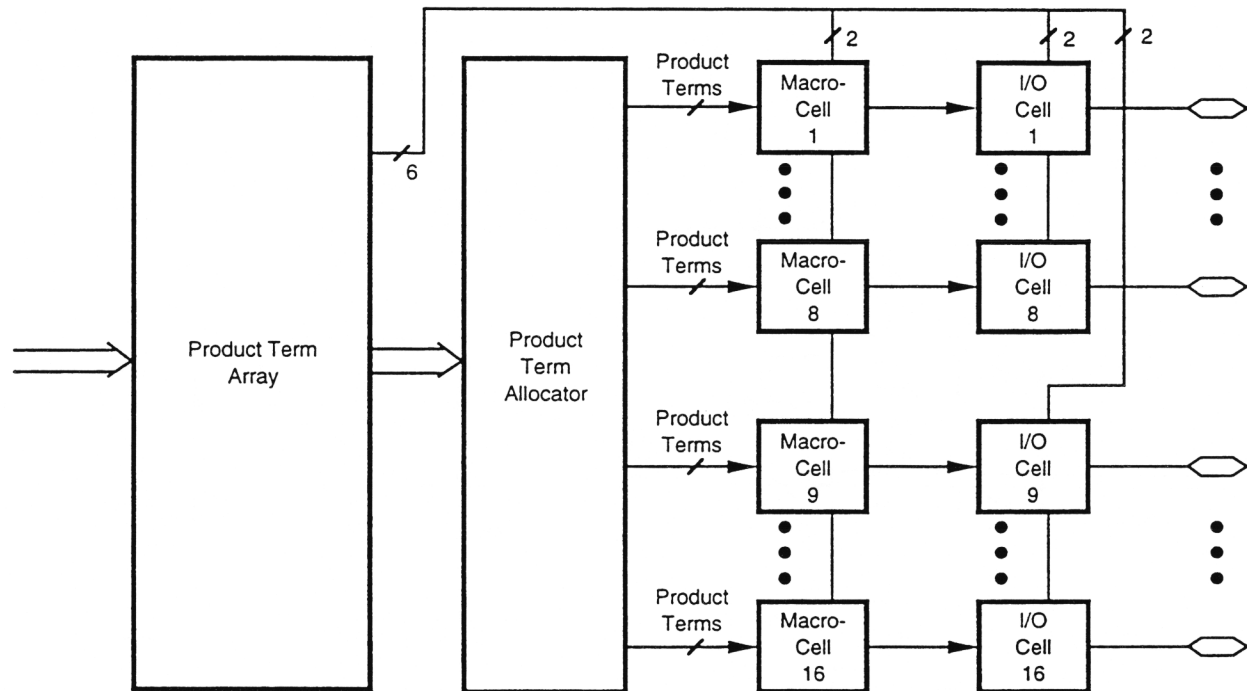 2
2
2
Product
Terms
Macro-
Cell
1
I/O
Cell
1
6
Product
Terms
Macro-
Cell
8
I/O
Cell
8
Product Term
Array
Product
Term
Allocator
Product
Terms
Macro-
Cell
9
I/O
Cell
9
Product
Terms
Macro-
Cell
16
I/O
Cell
16